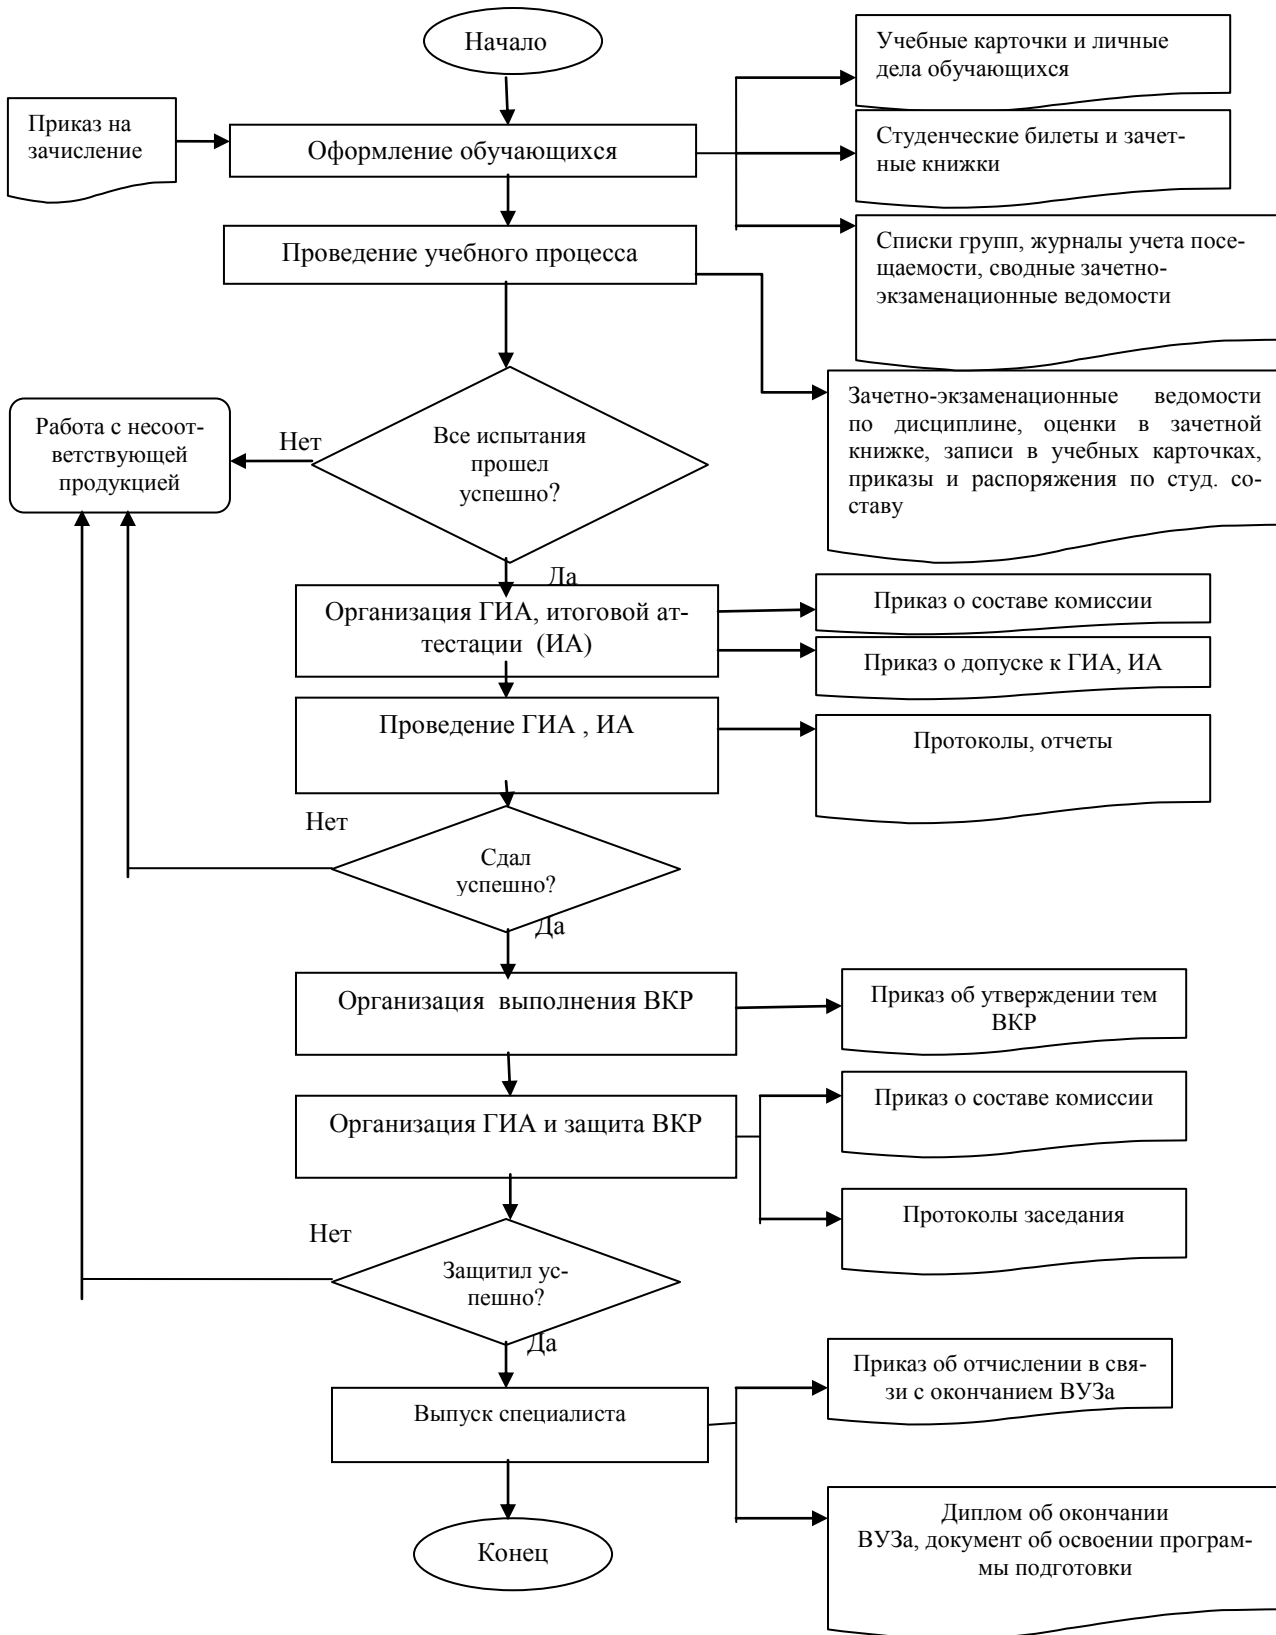 Начало
Учебные карточки и личные
дела обучающихся
Приказ на
зачисление
Оформление обучающихся
Студенческие билеты и зачет-
ные книжки
Проведение учебного процесса
Списки групп, журналы учета посе-
щаемости, сводные зачетно-
экзаменационные ведомости
Зачетно-экзаменационные ведомости
по дисциплине, оценки в зачетной
книжке, записи в учебных карточках,
приказы и распоряжения по студ. со-
ставу
Работа с несоот-
ветствующей
продукцией
Нет
Все испытания
прошел
успешно?
Да
Организация ГИА, итоговой ат-
тестации (ИА)
Приказ о составе комиссии
Приказ о допуске к ГИА, ИА
Проведение ГИА , ИА
Протоколы, отчеты
Нет
Сдал
успешно?
Да
Организация выполнения ВКР
Приказ об утверждении тем
ВКР
Организация ГИА и защита ВКР
Приказ о составе комиссии
Протоколы заседания
Нет
Защитил ус-
пешно?
Да
Выпуск специалиста
Приказ об отчислении в свя-
зи с окончанием ВУЗа
Конец
Диплом об окончании
ВУЗа, документ об освоении програм-
мы подготовки